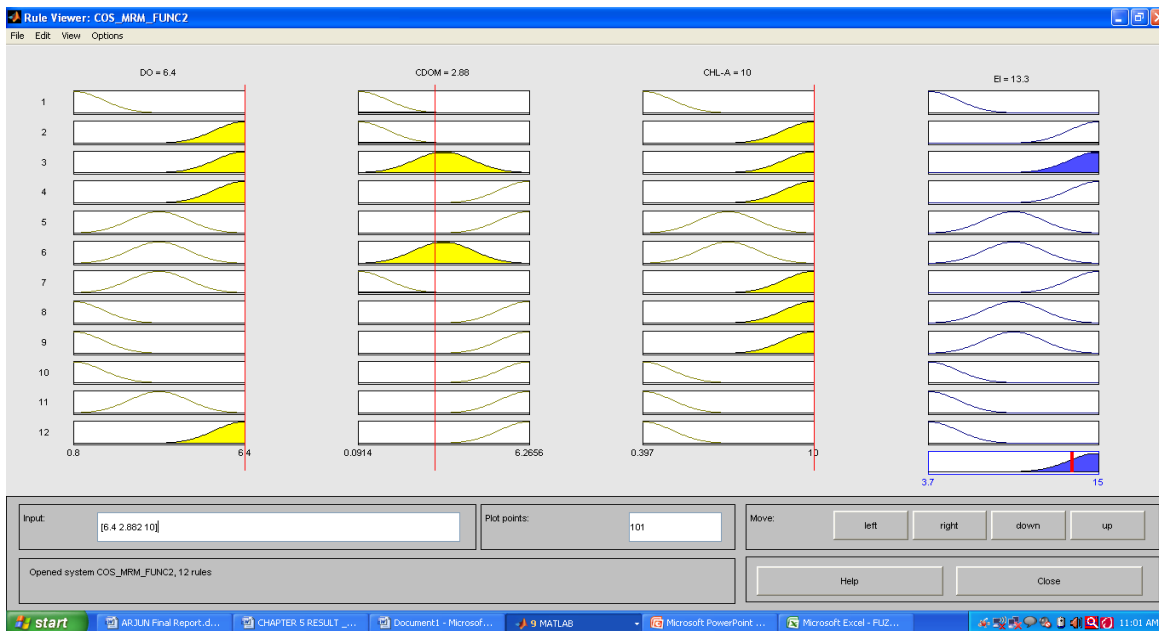 Rule Viewer: COS_MRM_FUNC2
File Edit View Options
DO = 6.4
CDOM = 2.88
CHL-A = 10
EI = 13.3
1
2
3
4
5
6
7
8
9
10
11
12
0.8
6.4
0.0914
6.2656
0.397
10
3.7
15
Input:
[6.4 2.882 10]
Plot points:
101
Move:
left
right
down
up
Opened system COS_MRM_FUNC2, 12 rules
Help
Close
start
ARJUN Final Report.d...
CHAPTER 5 RESULT _...
Document1 - Microsof...
9 MATLAB
Microsoft PowerPoint ...
Microsoft Excel - FUZ...
11:01 AM